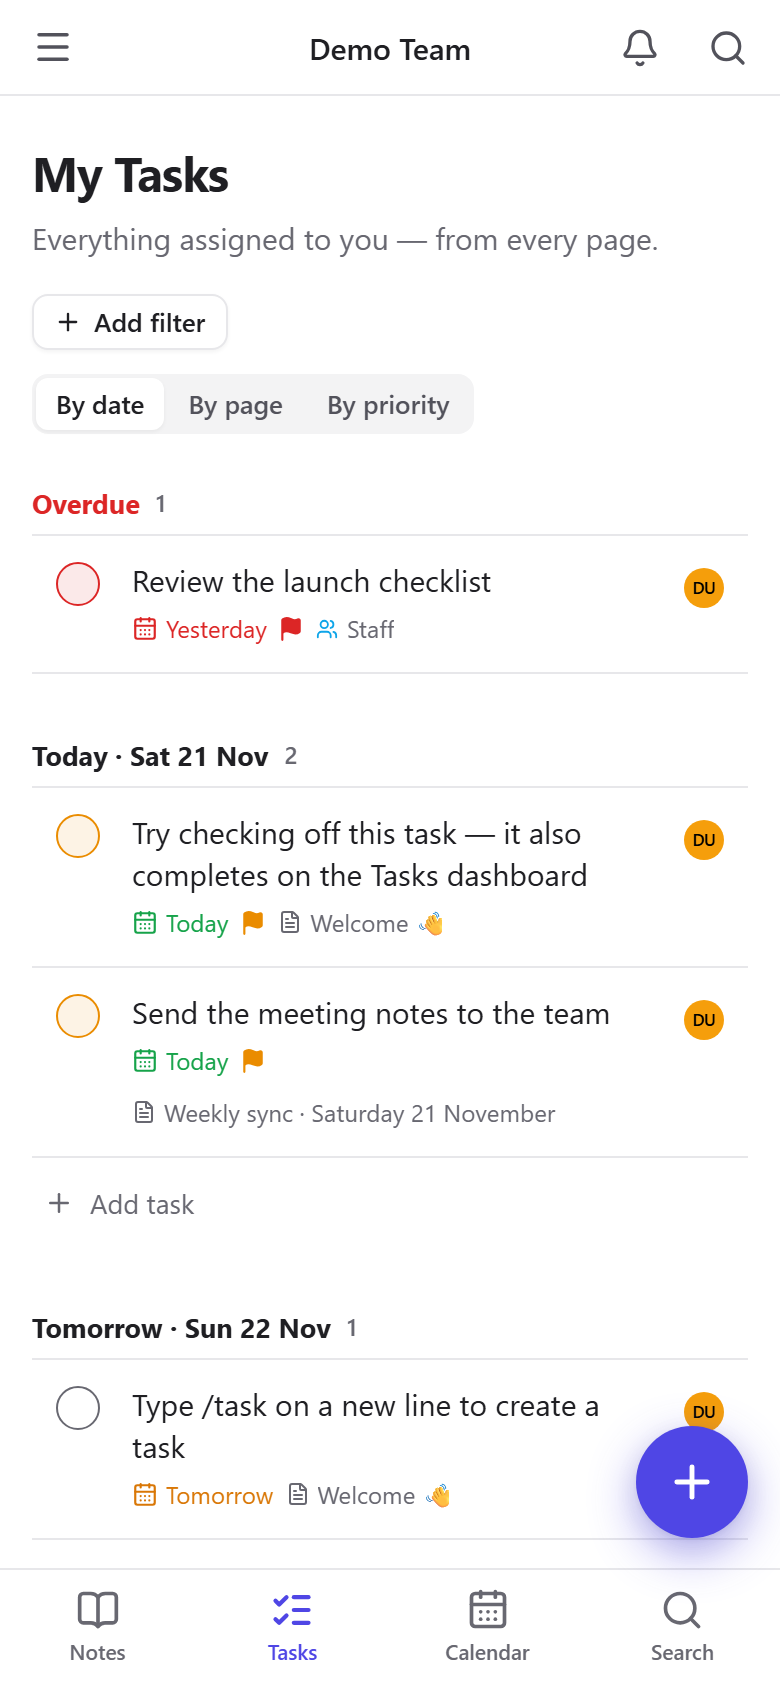 Demo Team
My Tasks
Everything assigned to you — from every page.
Add filter
By date By page By priority
Overdue 1
Review the launch checklist
DU
Yesterday Staff
Today · Sat 21 Nov 2
Try checking off this task — it also
completes on the Tasks dashboard
DU
Today Welcome 👋
Send the meeting notes to the team
DU
Today
Weekly sync · Saturday 21 November
Add task
Tomorrow · Sun 22 Nov 1
Type /task on a new line to create a
task
DU
Tomorrow Welcome 👋
Notes Tasks Calendar Search